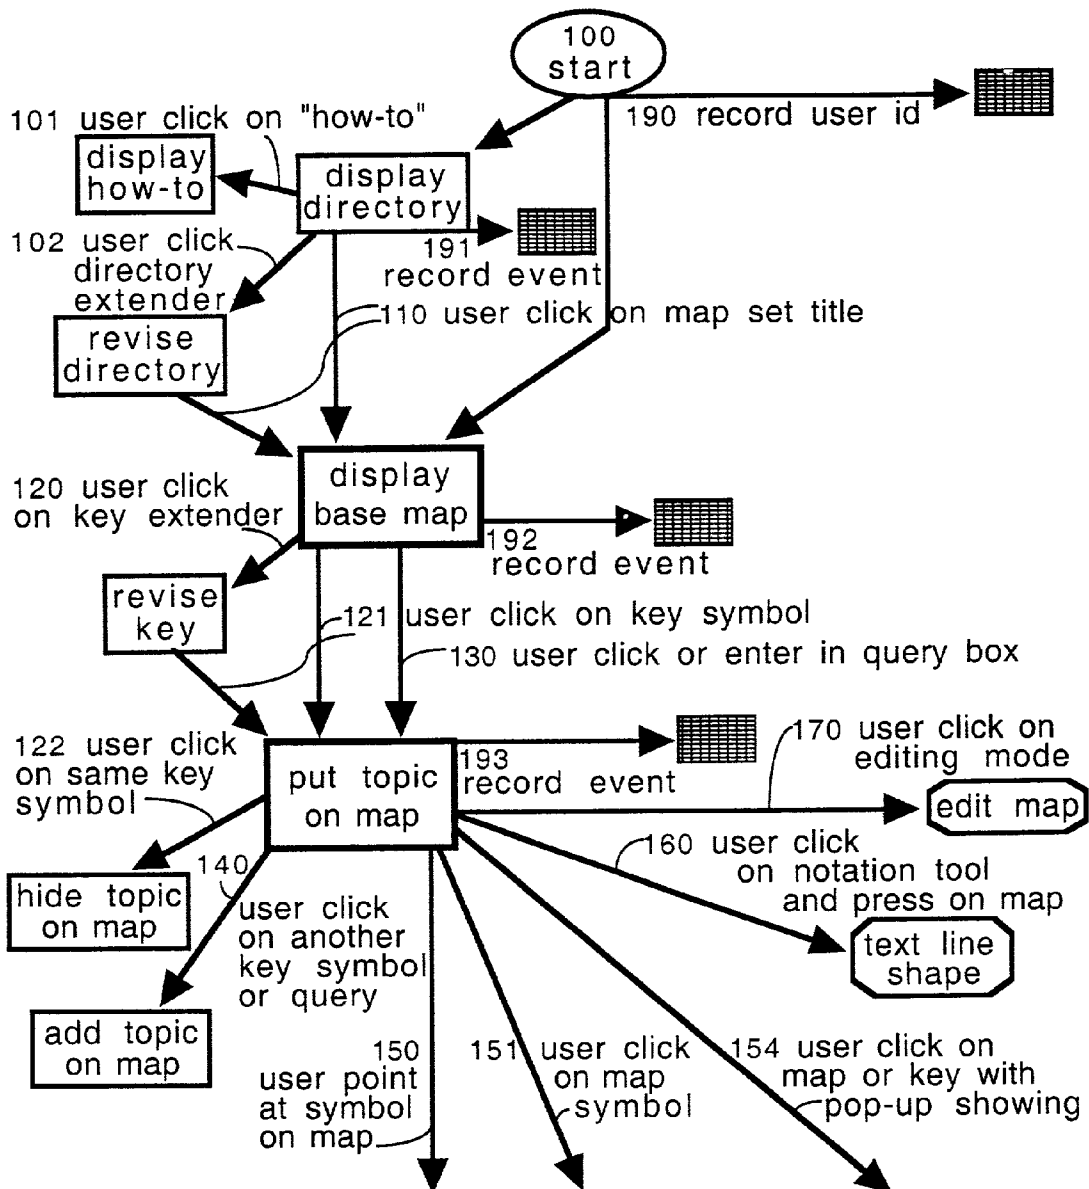 100
start
190 record user id
101 user click on "how-to"
display
how-to
display
directory
191
record event
102 user click
directory
extender
110 user click on map set title
revise
directory
display
base map
120 user click
on key extender
192
record event
revise
key
121 user click on key symbol
130 user click or enter in query box
122 user click
on same key
symbol
put topic
on map
193
record event
170 user click on
editing mode
edit map
160 user click
on notation tool
and press on map
text line
shape
hide topic
on map
140
user click
on another
key symbol
or query
add topic
on map
150
user point
at symbol
on map
151 user click
on map
symbol
154 user click on
map or key with
pop-up showing